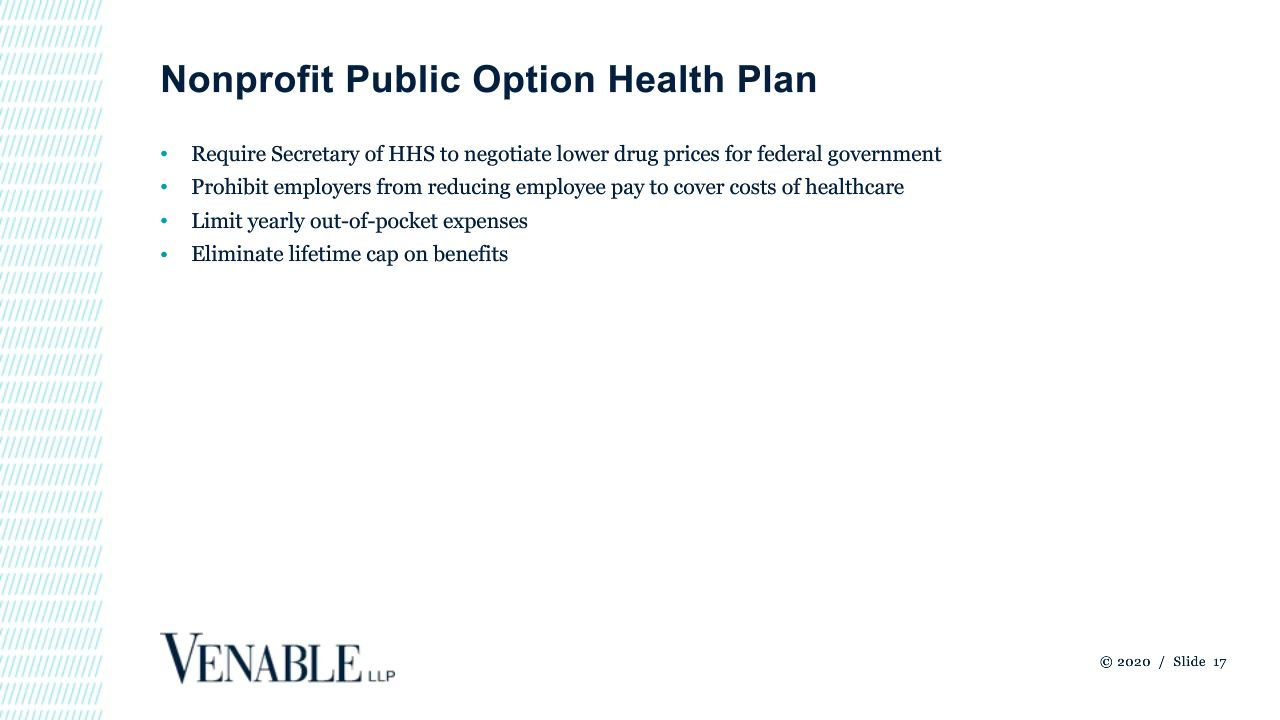 Nonprofit Public Option Health Plan
• Require Secretary of HHS to negotiate lower drug prices for federal government
• Prohibit employers from reducing employee pay to cover costs of healthcare
• Limit yearly out-of-pocket expenses
• Eliminate lifetime cap on benefits
VENABLE LLP
© 2020 / Slide 17